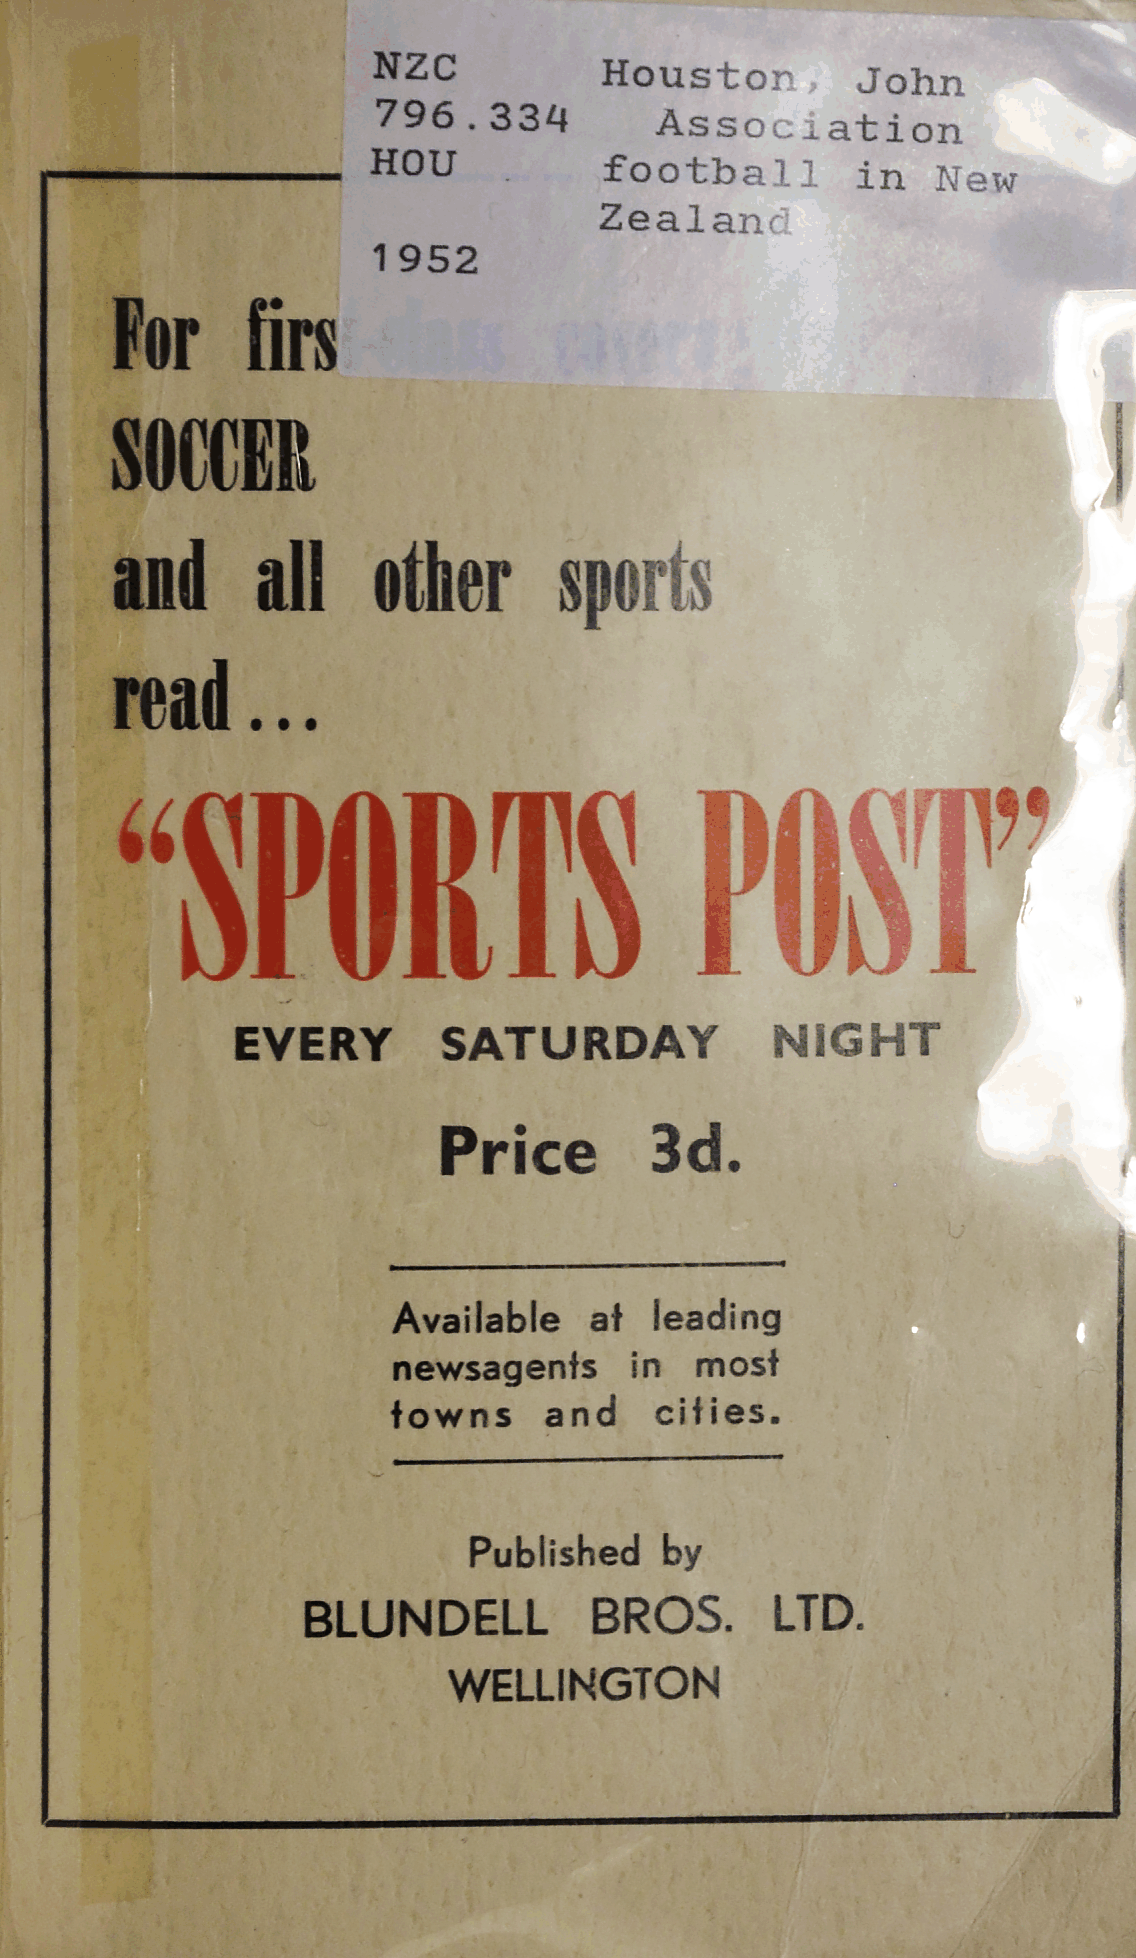 NZC Houston, John
796.334 Association
HOU football in New
Zealand
1952
For firs
SOCCER
and all other sports
read...
“SPORTS POST”
EVERY SATURDAY NIGHT
Price 3d.
Available at leading
newsagents in most
towns and cities.
Published by
BLUNDELL BROS. LTD.
WELLINGTON